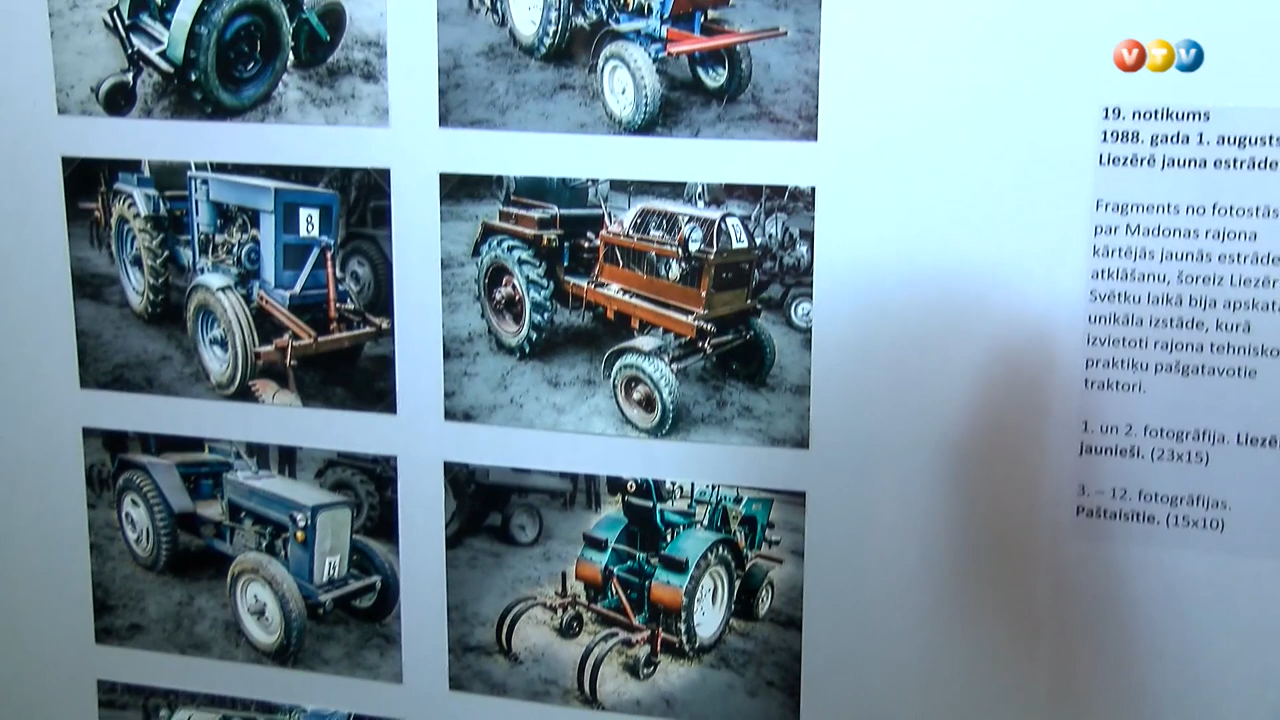 VTV
19. notikums
1988. gada 1. augusts
Liezērē jauna estrāde
Fragments no fotostās
par Madonas rajona
kārtējās jaunās estrāde
atklāšanu, šoreiz Liezēr
Svētku laikā bija apskat
unikāla izstāde, kurā
izvietoti rajona tehnisko
praktiķu pašgatavotie
traktori.
1. un 2. fotogrāfija. Liezē
jaunieši. (23x15)
3. – 12. fotogrāfijas.
Paštaisītie. (15x10)
8
12
14